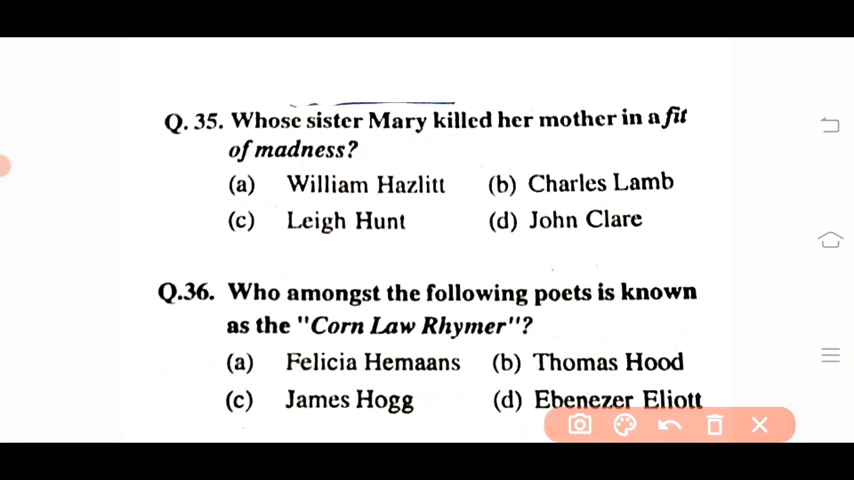 Q. 35. Whose sister Mary killed her mother in a fit
of madness?
(a) William Hazlitt (b) Charles Lamb
(c) Leigh Hunt (d) John Clare
Q.36. Who amongst the following poets is known
as the "Corn Law Rhymer"?
(a) Felicia Hemaans (b) Thomas Hood
(c) James Hogg (d) Ebenezer Eliott